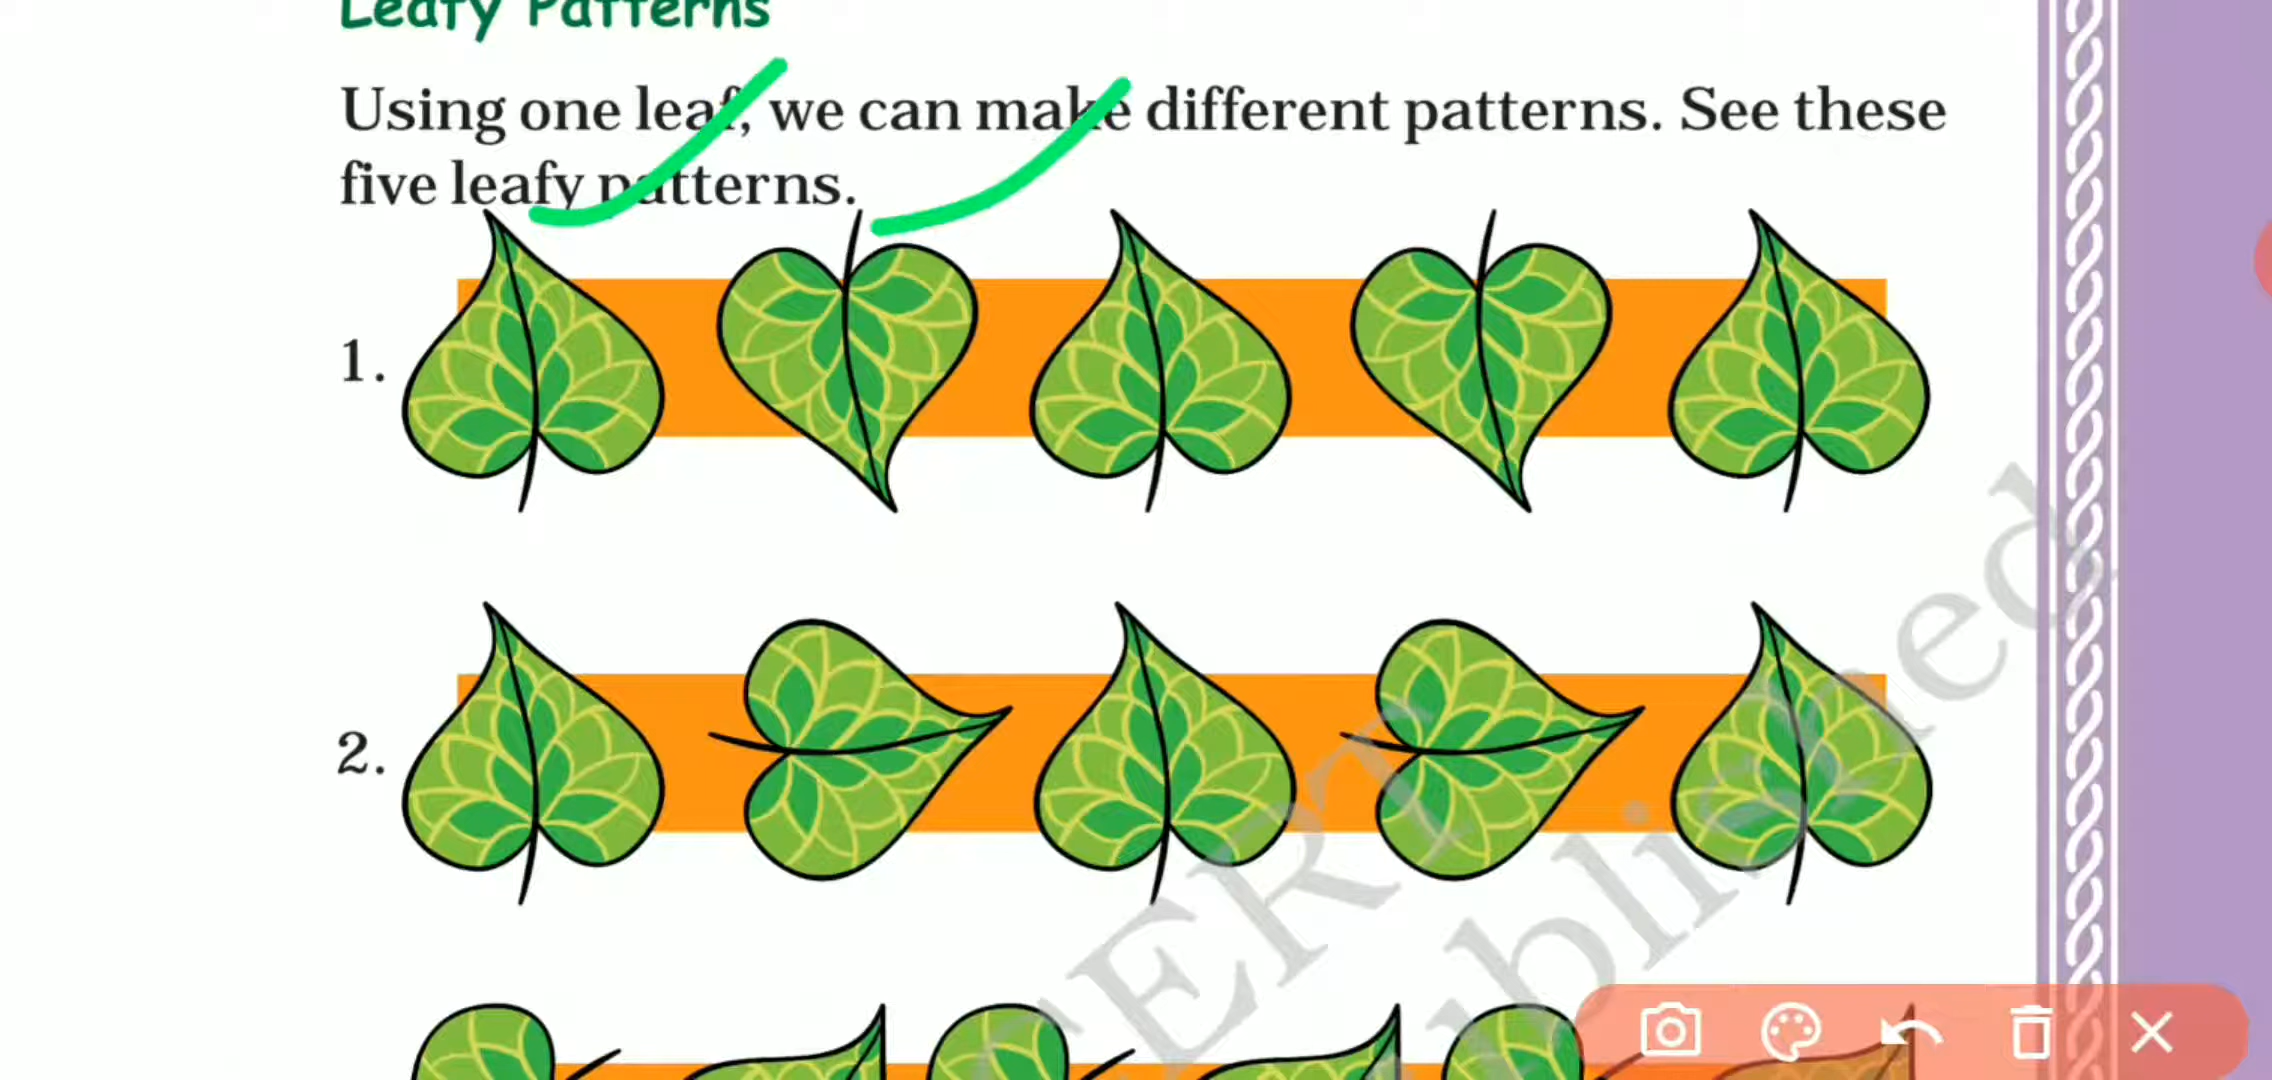 Leafy Patterns
Using one leaf, we can make different patterns. See these
five leafy patterns.
1.
2.